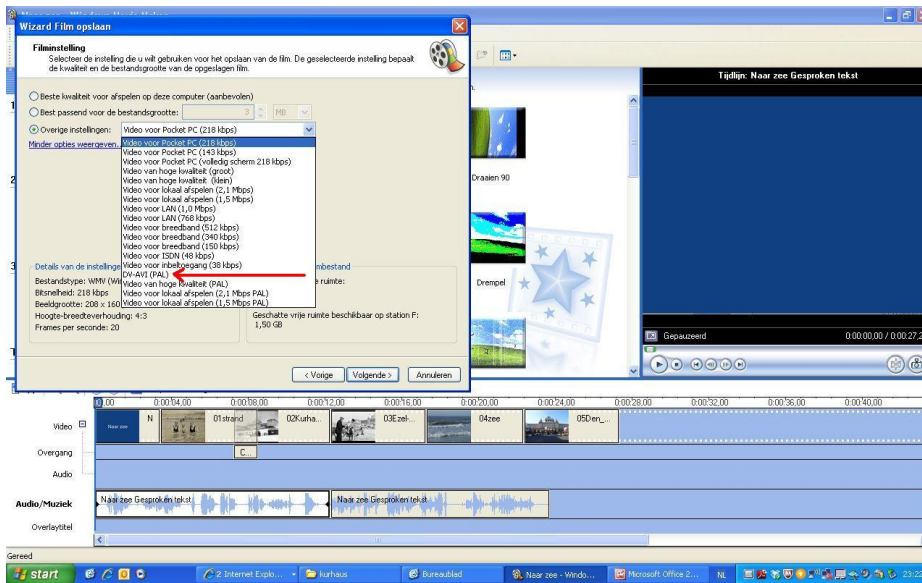 Wizard Film opslaan
Filminstelling
Selecteer de instelling die u wilt gebruiken voor het opslaan van de film. De geselecteerde instelling bepaalt
de kwaliteit en de bestandsgrootte van de opgeslagen film.
Beste kwaliteit voor afspelen op deze computer (aanbevolen)
Best passend voor de bestandsgrootte: 3 MB
Overige instellingen: Video voor Pocket PC (218 kbps)
Minder opties weergeven...
Video voor Pocket PC (218 kbps)
Video voor Pocket PC (143 kbps)
Video voor Pocket PC (volledig scherm 218 kbps)
Video van hoge kwaliteit (groot)
Video van hoge kwaliteit (klein)
Video voor lokaal afspelen (2,1 Mbps)
Video voor lokaal afspelen (1,5 Mbps)
Video voor LAN (1,0 Mbps)
Video voor LAN (768 kbps)
Video voor breedband (512 kbps)
Video voor breedband (340 kbps)
Video voor breedband (150 kbps)
Video voor ISDN (48 kbps)
Video voor inbeltoegang (38 kbps)
DV-AVI (PAL)
Video van hoge kwaliteit (PAL)
Video voor lokaal afspelen (2,1 Mbps PAL)
Video voor lokaal afspelen (1,5 Mbps PAL)
Details van de instellinge
Bestandstype: WMV (Wi
Bitsnelheid: 218 kbps
Beeldgrootte: 208 x 160
Hoogte-breedteverhouding: 4:3
Frames per seconde: 20
mbestand
e ruimte:
Geschatte vrije ruimte beschikbaar op station F:
1,50 GB
< Vorige Volgende > Annuleren
Draaien 90
Drempel
Tijdlijn: Naar zee Gesproken tekst
Gepauzeerd 0:00:00,00 / 0:00:27,2
0:00:04,00 0:00:08,00 0:00:12,00 0:00:16,00 0:00:20,00 0:00:24,00 0:00:28,00 0:00:32,00 0:00:36,00 0:00:40,00
Video Naar zee N 01strand 02Kurha... 03Ezel-... 04zee 05Den_...
Overgang C...
Audio
Audio/Muziek Naar zee Gesproken tekst Naar zee Gesproken tekst
Overlaytitel
Gereed
start 2 Internet Explo... kurhaus Bureaublad Naar zee - Windo... Microsoft Office 2... NL 23:23